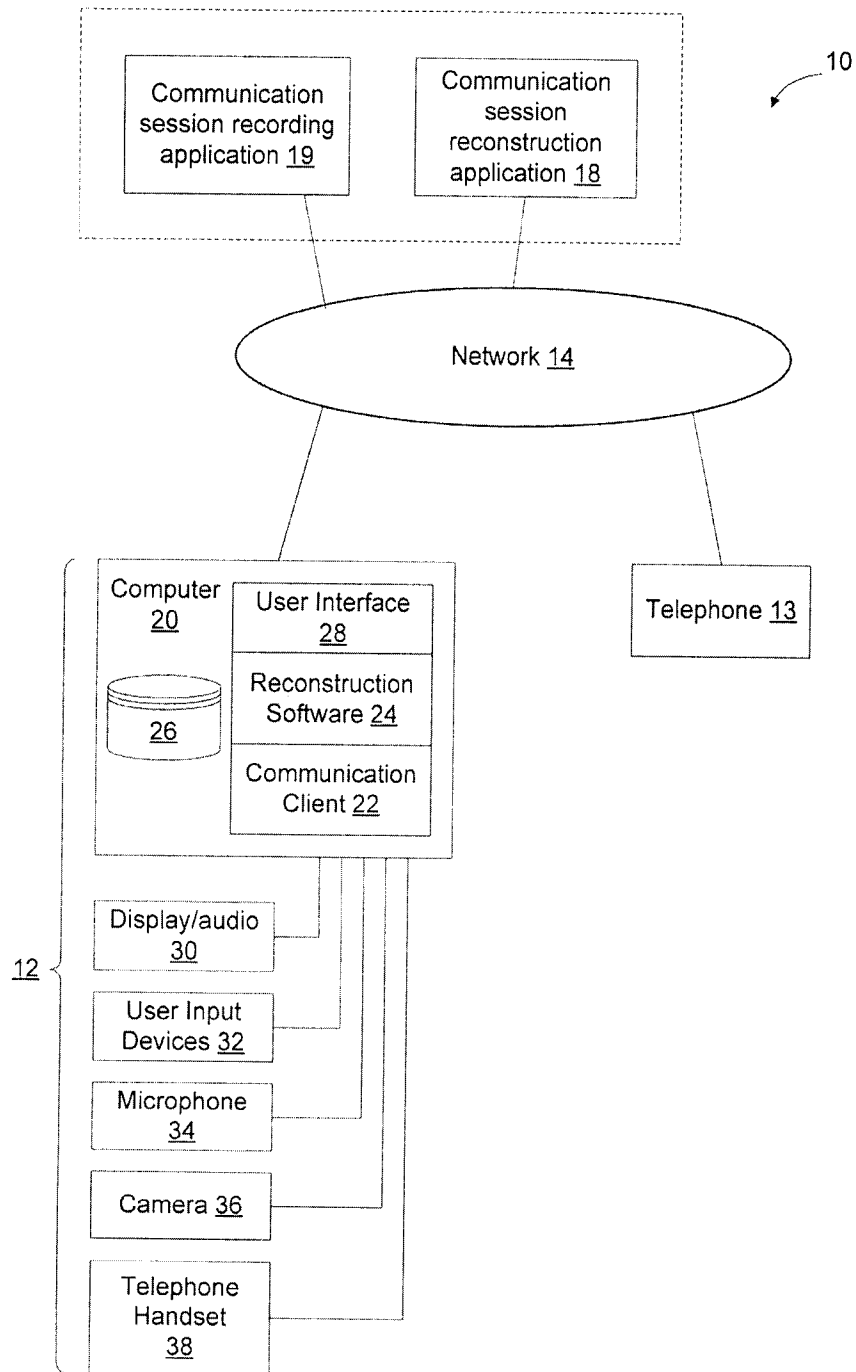 10
Communication
session recording
application 19
Communication
session
reconstruction
application 18
Network 14
Computer
20
User Interface
28
Reconstruction
Software 24
26
Communication
Client 22
Telephone 13
12
Display/audio
30
User Input
Devices 32
Microphone
34
Camera 36
Telephone
Handset
38